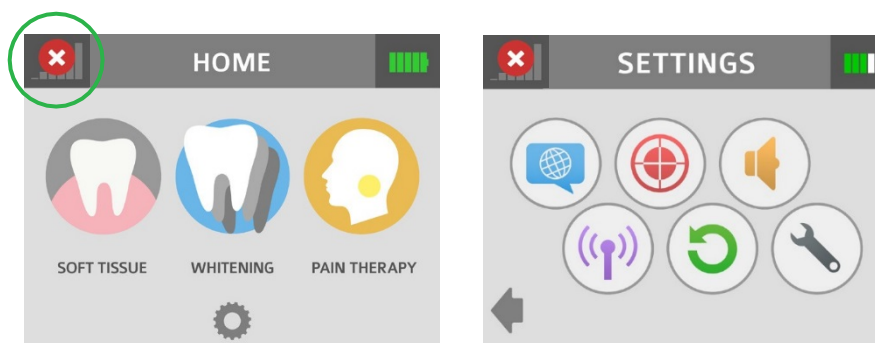 HOME
SOFT TISSUE
WHITENING
PAIN THERAPY
SETTINGS